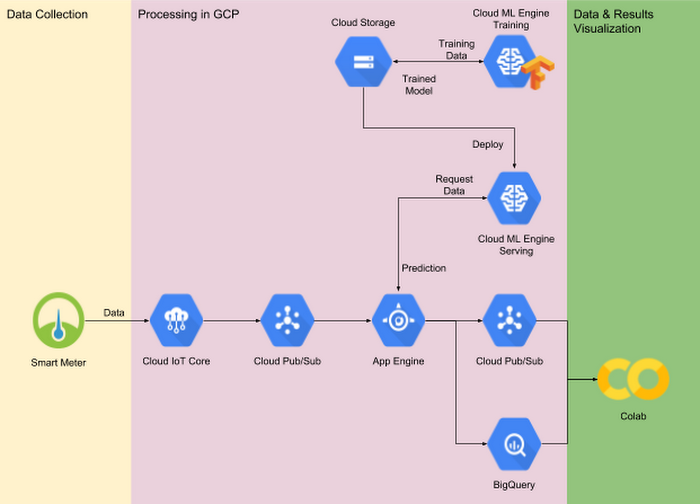 Data Collection
Processing in GCP
Data & Results
Visualization
Cloud Storage
Cloud ML Engine
Training
Training
Data
Trained
Model
Deploy
Request
Data
Cloud ML Engine
Serving
Prediction
Data
Smart Meter
Cloud IoT Core
Cloud Pub/Sub
App Engine
Cloud Pub/Sub
Colab
BigQuery